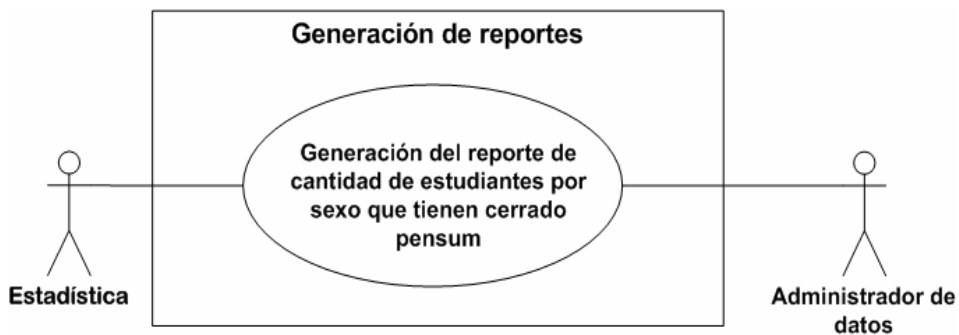 Generación de reportes
Generación del reporte de
cantidad de estudiantes por
sexo que tienen cerrado
pensum
Estadística
Administrador de
datos